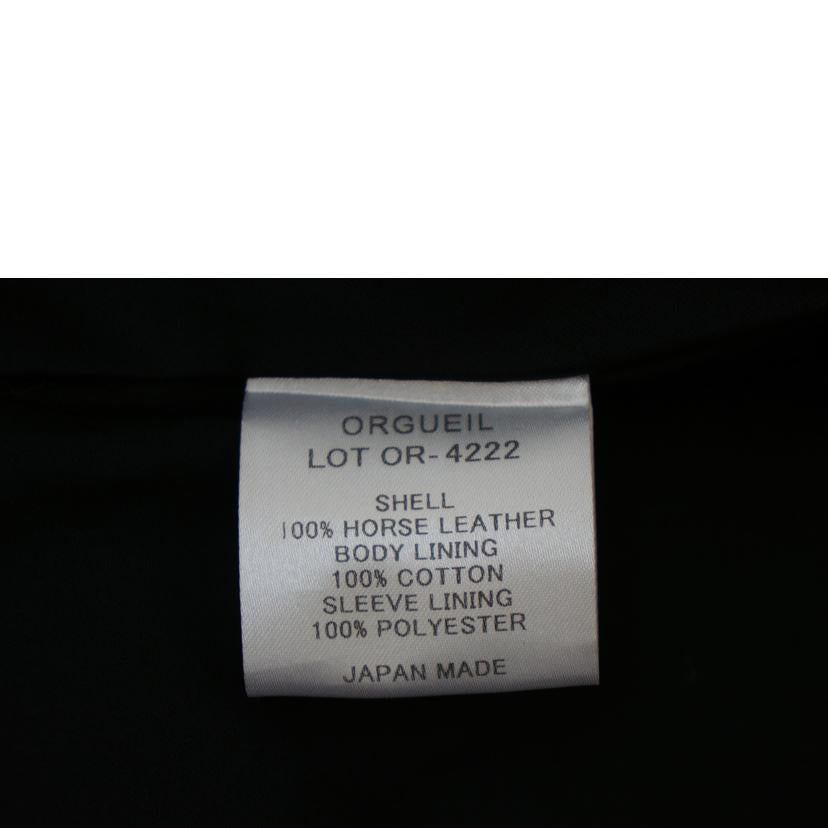 ORGUEIL
LOT OR-4222
SHELL
100% HORSE LEATHER
BODY LINING
100% COTTON
SLEEVE LINING
100% POLYESTER
JAPAN MADE